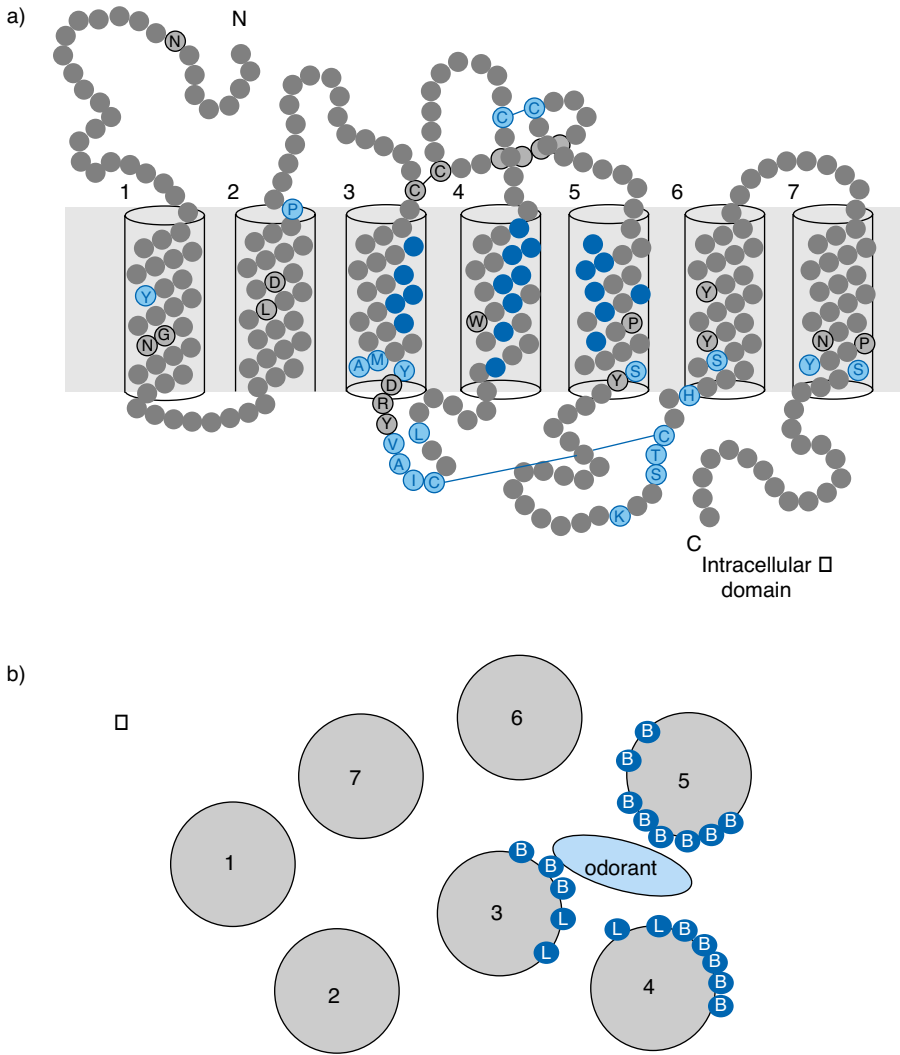 a)
N
N
C
C
C
C
1
2
3
4
5
6
7
P
D
L
Y
G
N
W
Y
P
Y
N
P
A
M
Y
S
S
Y
S
Y
D
H
R
Y
L
C
V
T
A
S
I
C
K
C
Intracellular
domain
b)
6
7
5
B
B
B
B
B
B
B
B
1
odorant
B
B
B
3
L
L
L
L
B
B
B
B
B
4
2